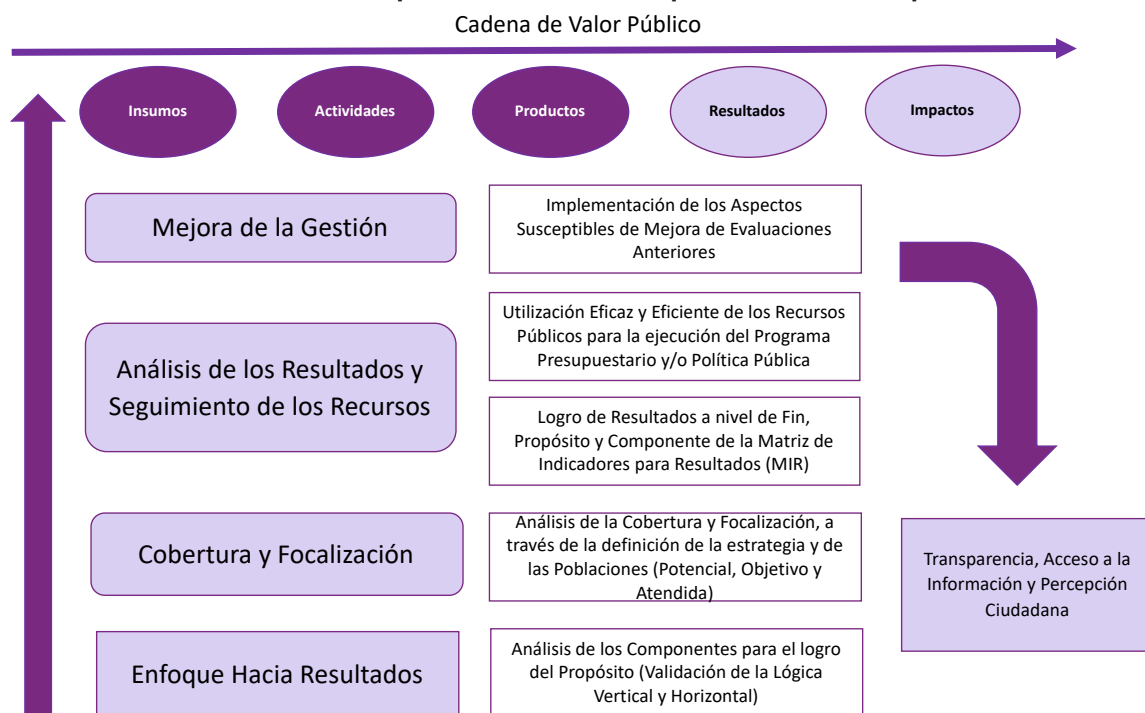 Cadena de Valor Público
Insumos
Actividades
Productos
Resultados
Impactos
Mejora de la Gestión
Implementación de los Aspectos
Susceptibles de Mejora de Evaluaciones
Anteriores
Análisis de los Resultados y
Seguimiento de los Recursos
Utilización Eficaz y Eficiente de los Recursos
Públicos para la ejecución del Programa
Presupuestario y/o Política Pública
Logro de Resultados a nivel de Fin,
Propósito y Componente de la Matriz de
Indicadores para Resultados (MIR)
Cobertura y Focalización
Análisis de la Cobertura y Focalización, a
través de la definición de la estrategia y de
las Poblaciones (Potencial, Objetivo y
Atendida)
Transparencia, Acceso a la
Información y Percepción
Ciudadana
Enfoque Hacia Resultados
Análisis de los Componentes para el logro
del Propósito (Validación de la Lógica
Vertical y Horizontal)